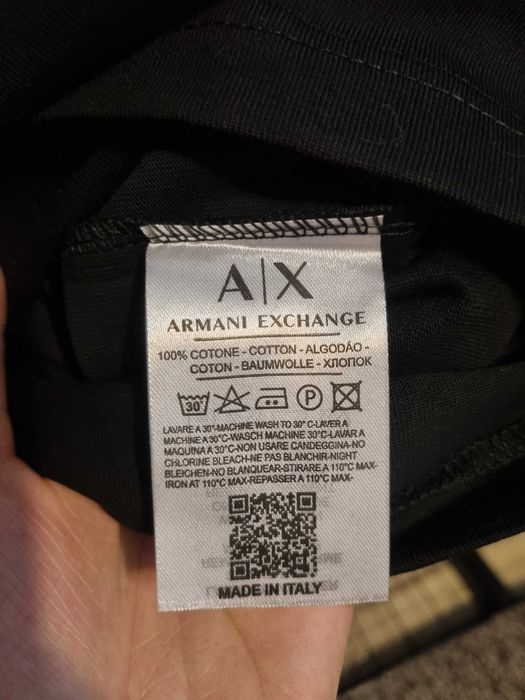 A|X
ARMANI EXCHANGE
100% COTONE - COTTON - ALGODÃO -
COTON - BAUMWOLLE - ХЛОПОК
30°
P
LAVARE A 30°-MACHINE WASH TO 30° C-LAVER A
MACHINE A 30°C-WASCH MACHINE 30°C-LAVAR A
MAQUINA A 30°C-NON USARE CANDEGGINA-NO
CHLORINE BLEACH-NE PAS BLANCHIR-NIGHT
BLEICHEN-NO BLANQUEAR-STIRARE A 110°C MAX-
IRON AT 110°C MAX-REPASSER A 110°C MAX-
MADE IN ITALY